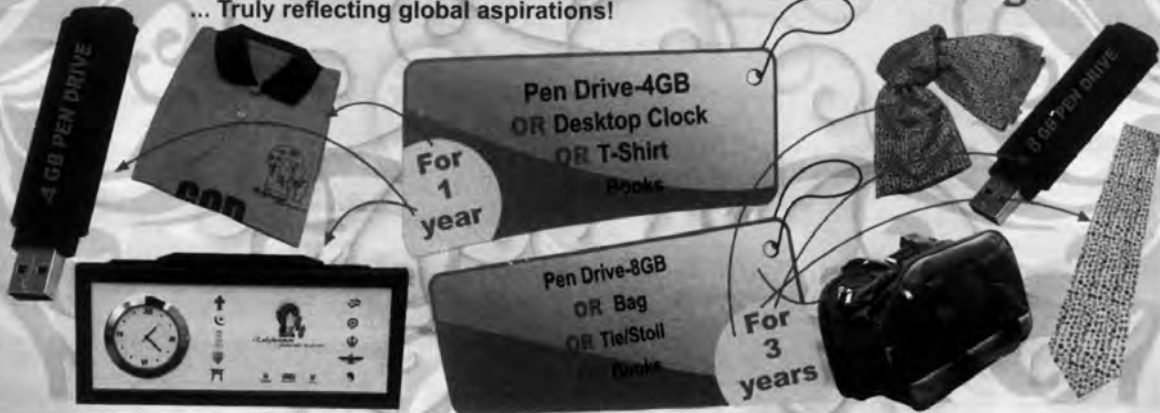 ... Truly reflecting global aspirations!
4 GB PEN DRIVE
GOD
Pen Drive-4GB
OR Desktop Clock
OR T-Shirt
Books
For
1
year
8 GB PEN DRIVE
Pen Drive-8GB
OR Bag
OR Tie/Stoll
Books
For
3
years